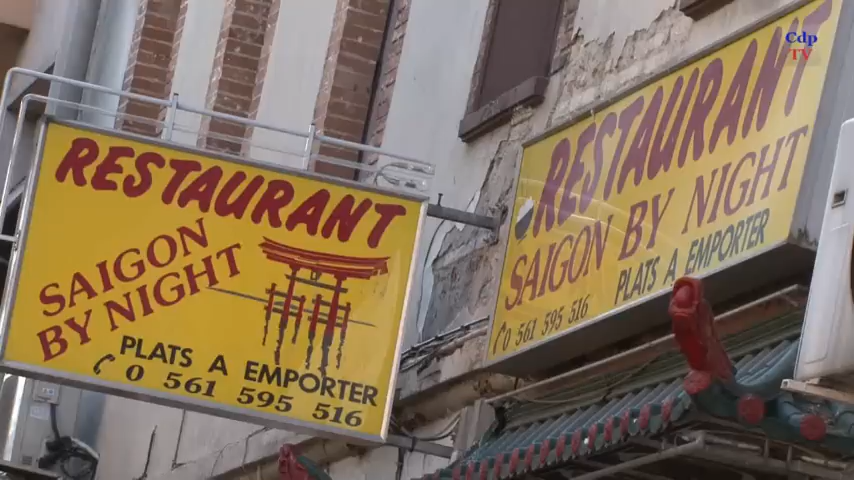 RESTAURANT
SAIGON
BY NIGHT
PLATS A EMPORTER
0 561 595 516
RESTAURANT
SAIGON BY NIGHT
0 561 595 516 PLATS A EMPORTER
Cdp
TV